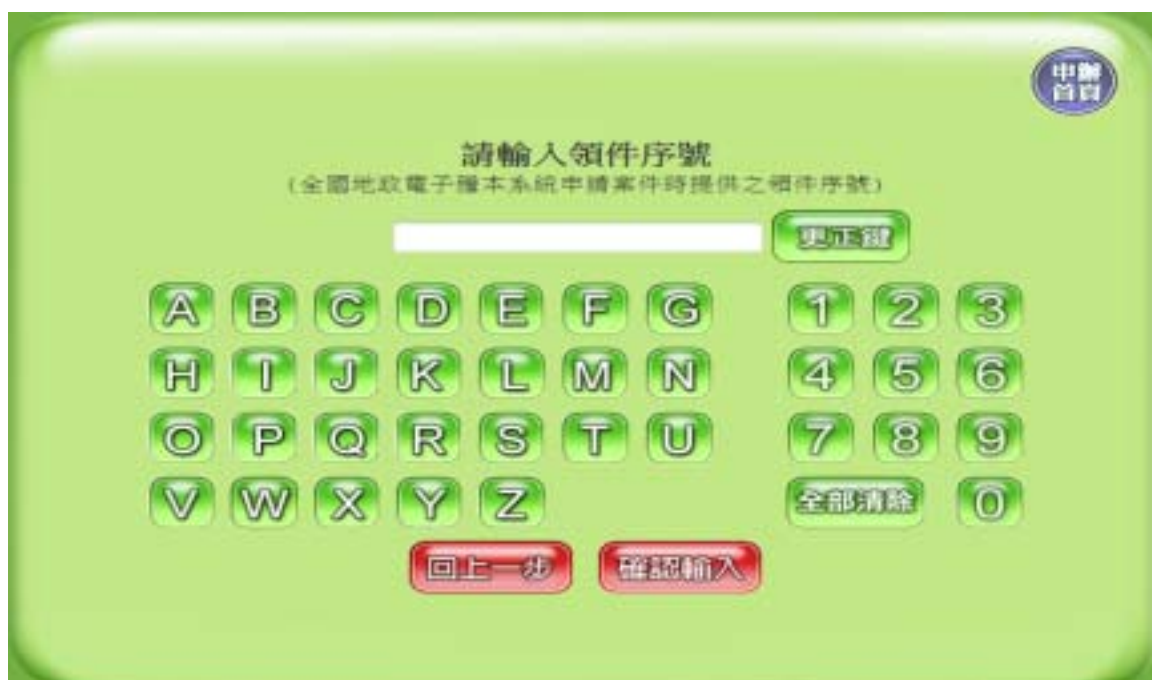 申辦
首頁
請輸入領件序號
(全國地政電子謄本系統申請案件時提供之領件序號)
更正鍵
A B C D E F G 1 2 3
H I J K L M N 4 5 6
O P Q R S T U 7 8 9
V W X Y Z 全部清除 0
回上一步 確認輸入